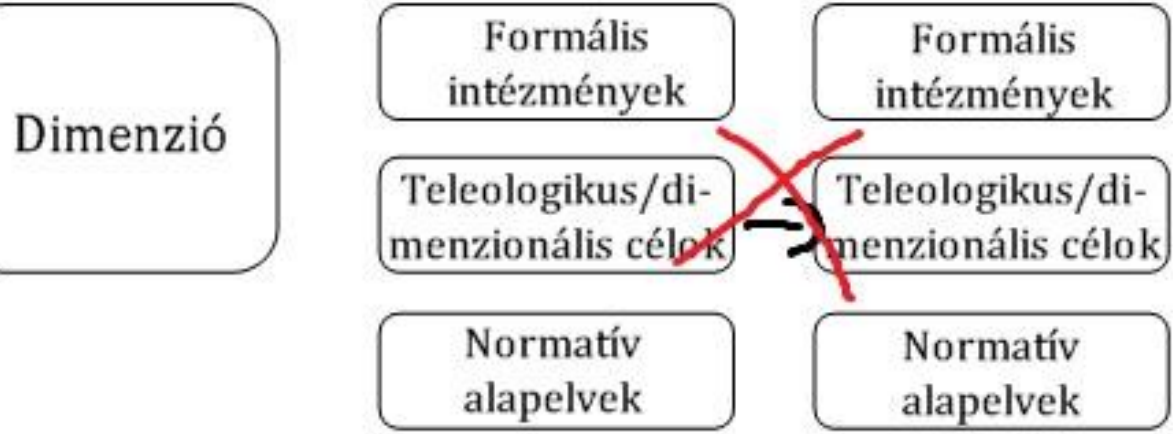 Dimenzió
Formális
intézmények
Teleologikus/di-
menzionális célok
Normatív
alapelvek
Formális
intézmények
Teleologikus/di-
menzionális célok
Normatív
alapelvek